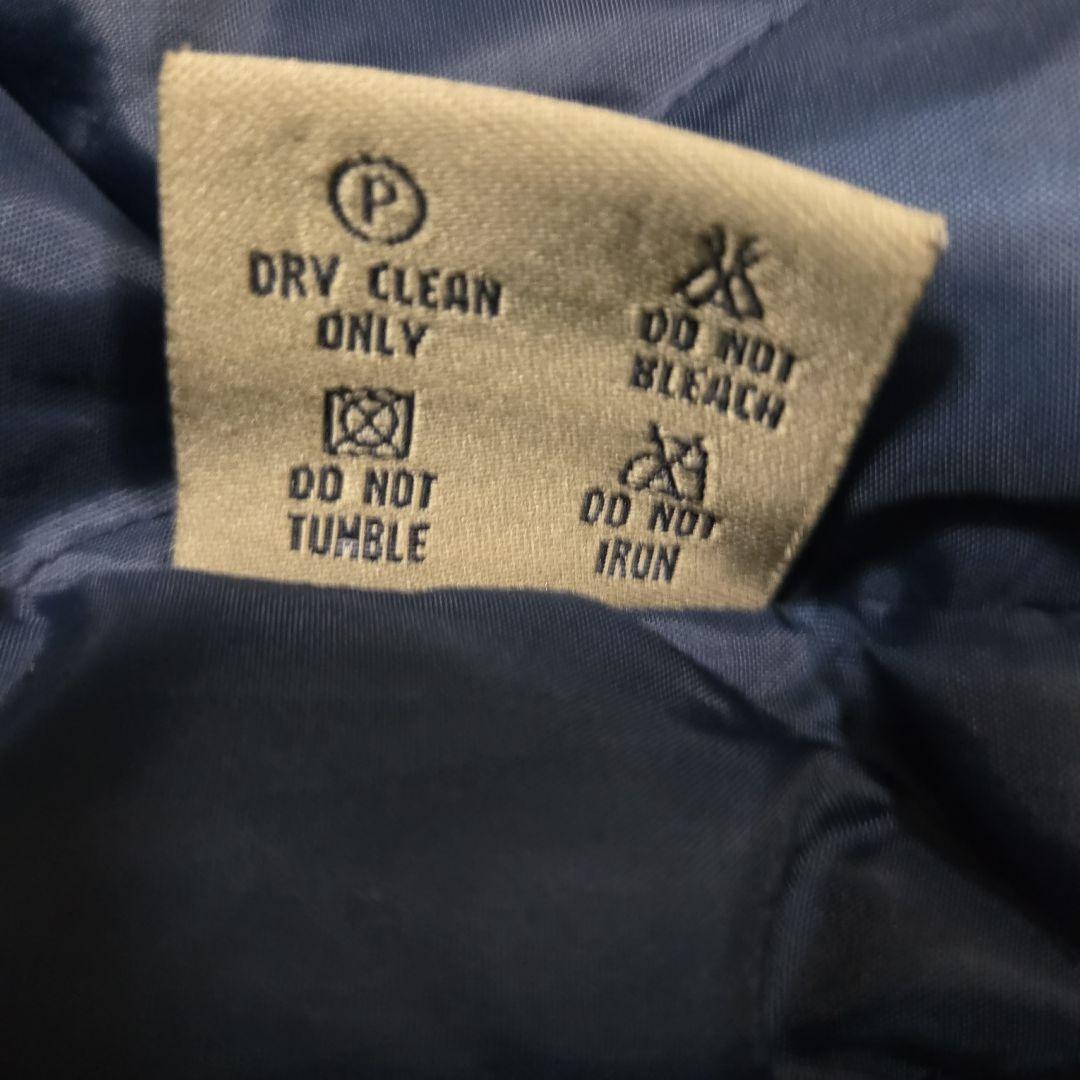 P
DRY CLEAN
ONLY
DO NOT
BLEACH
DO NOT
TUMBLE
DO NOT
IRON